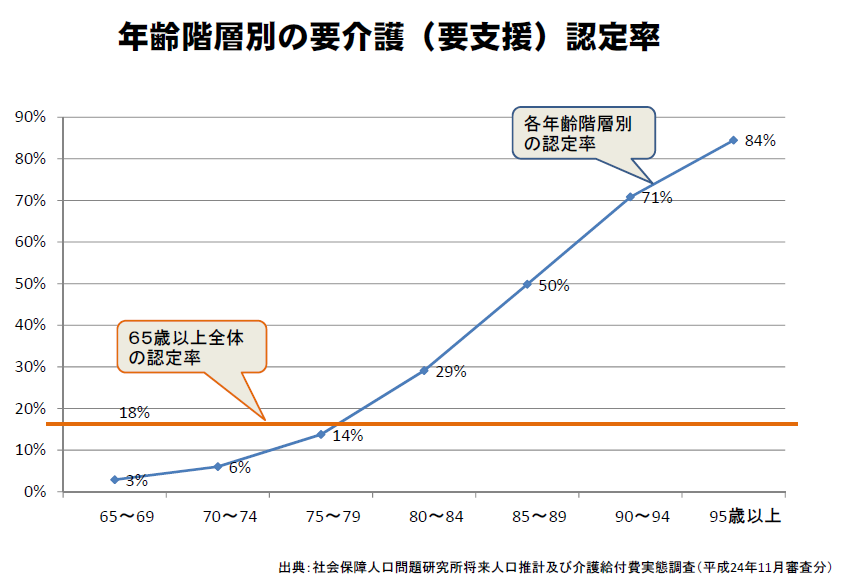 年齢階層別の要介護（要支援）認定率
90%
80%
70%
60%
50%
40%
30%
20%
10%
0%
各年齢階層別
の認定率
65歳以上全体
の認定率
18%
3%
6%
14%
29%
50%
71%
84%
65～69 70～74 75～79 80～84 85～89 90～94 95歳以上
出典：社会保障人口問題研究所将来人口推計及び介護給付費実態調査（平成24年11月審査分）